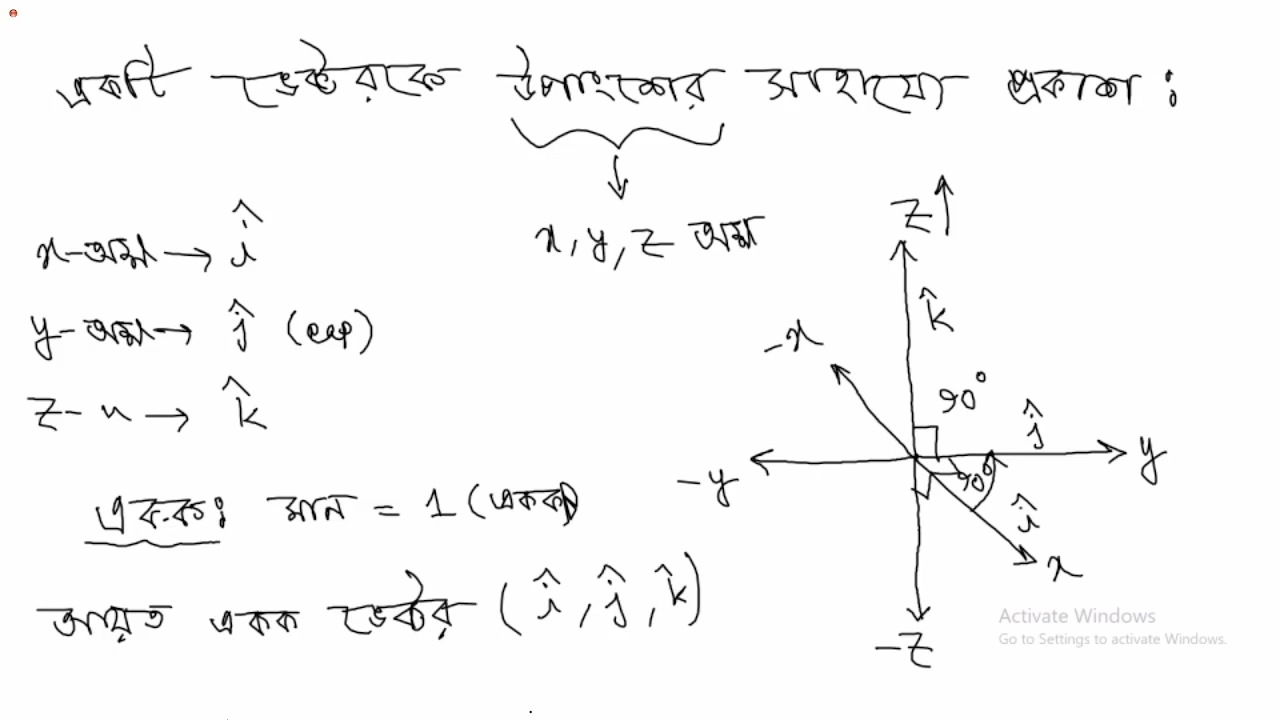 একটি ভেক্টরকে উপাংশের সাহায্যে প্রকাশ :
x, y, z অক্ষ
x-অক্ষ → î
y-অক্ষ → ĵ (cap)
z- " → k̂
একক: মান = 1 (একক)
আয়ত একক ভেক্টর (î, ĵ, k̂)
z
k̂
-x
90°
ĵ
y
-y
90°
î
x
-z
Activate Windows
Go to Settings to activate Windows.